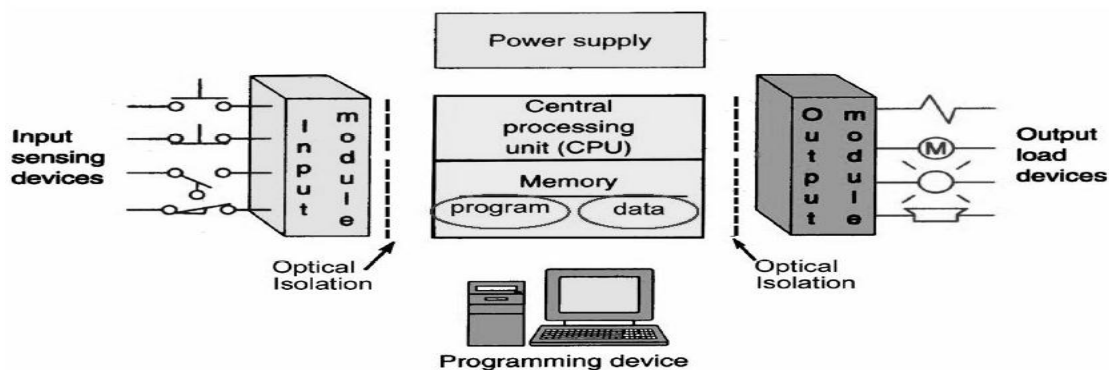 Power supply
Central
processing
unit (CPU)
Memory
program
data
Input
sensing
devices
Input
module
Output
module
Output
load
devices
M
Optical
Isolation
Optical
Isolation
Programming device